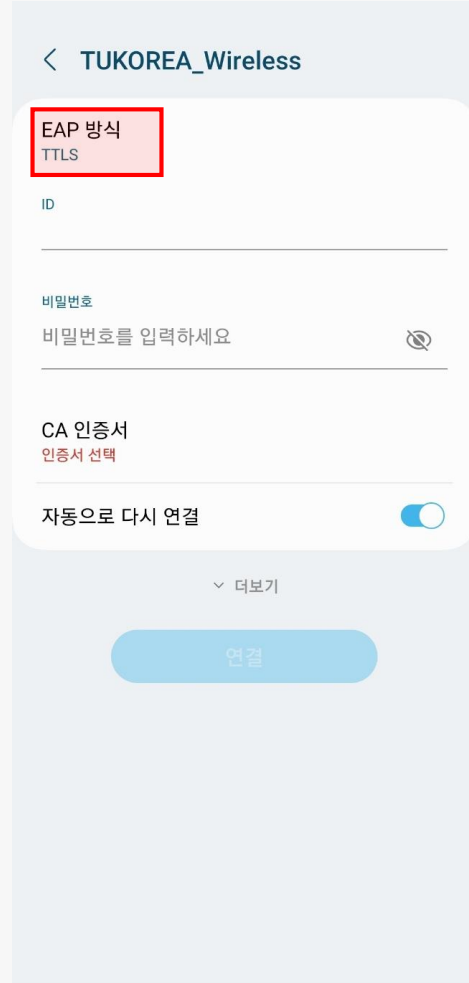 TUKOREA_Wireless
EAP 방식
TTLS
ID
비밀번호
비밀번호를 입력하세요
CA 인증서
인증서 선택
자동으로 다시 연결
더보기
연결